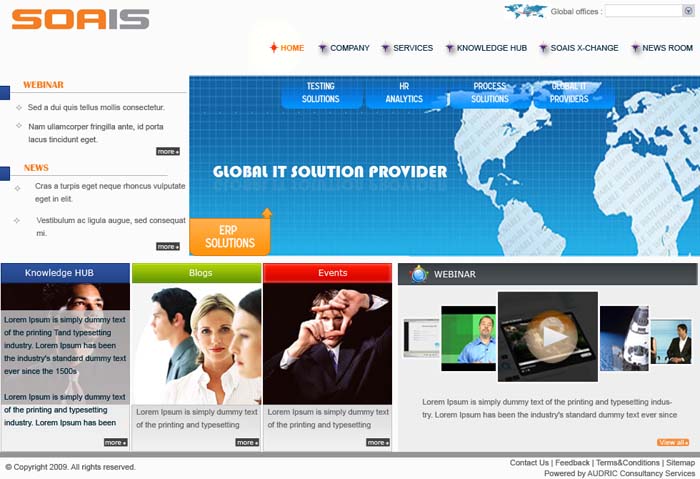 SOAIS
Global offices :
HOME
COMPANY
SERVICES
KNOWLEDGE HUB
SOAIS X-CHANGE
NEWS ROOM
WEBINAR
Sed a dui quis tellus mollis consectetur.
Nam ullamcorper fringilla ante, id porta
lacus tincidunt eget.
more
NEWS
Cras a turpis eget neque rhoncus vulputate
eget in elit.
Vestibulum ac ligula augue, sed consequat
mi.
more
TESTING
SOLUTIONS
HR
ANALYTICS
PROCESS
SOLUTIONS
GLOBAL IT
PROVIDERS
GLOBAL IT SOLUTION PROVIDER
ERP
SOLUTIONS
Knowledge HUB
Lorem Ipsum is simply dummy text
of the printing Tand typesetting
industry. Lorem Ipsum has been
the industry's standard dummy text
ever since the 1500s
Lorem Ipsum is simply dummy text
of the printing and typesetting
industry. Lorem Ipsum has been
more
Blogs
Lorem Ipsum is simply dummy text
of the printing and typesetting
more
Events
Lorem Ipsum is simply dummy text
of the printing and typesetting
more
WEBINAR
Lorem Ipsum is simply dummy text of the printing and typesetting indus-
try. Lorem Ipsum has been the industry's standard dummy text ever since
View all
© Copyright 2009. All rights reserved.
Contact Us | Feedback | Terms&Conditions | Sitemap
Powered by AUDRIC Consultancy Services